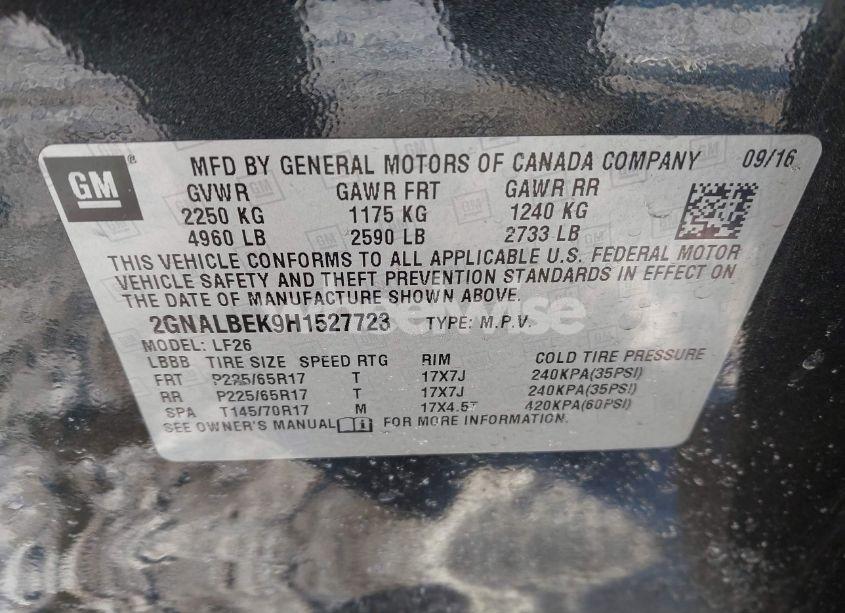 GM ® MFD BY GENERAL MOTORS OF CANADA COMPANY 09/16
GVWR GAWR FRT GAWR RR
2250 KG 1175 KG 1240 KG
4960 LB 2590 LB 2733 LB
THIS VEHICLE CONFORMS TO ALL APPLICABLE U.S. FEDERAL MOTOR
VEHICLE SAFETY AND THEFT PREVENTION STANDARDS IN EFFECT ON
THE DATE OF MANUFACTURE SHOWN ABOVE.
2GNALBEK9H1527723 TYPE: M.P.V.
MODEL: LF26
LBBB TIRE SIZE SPEED RTG RIM COLD TIRE PRESSURE
FRT P225/65R17 T 17X7J 240KPA(35PSI)
RR P225/65R17 T 17X7J 240KPA(35PSI)
SPA T145/70R17 M 17X4.5T 420KPA(60PSI)
SEE OWNER'S MANUAL FOR MORE INFORMATION.